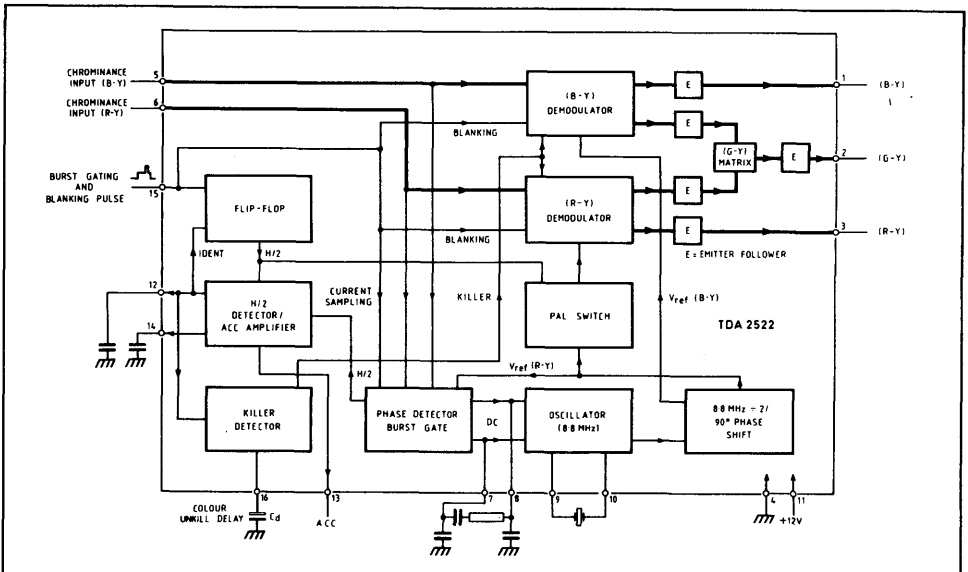 CHROMINANCE
INPUT (B-Y)
5
CHROMINANCE
INPUT (R-Y)
6
BURST GATING
AND
BLANKING PULSE
15
FLIP-FLOP
IDENT
H/2
12
14
H/2
DETECTOR/
ACC AMPLIFIER
CURRENT
SAMPLING
H/2
KILLER
DETECTOR
16
COLOUR
UNKILL DELAY
Cd
13
ACC
PHASE DETECTOR
BURST GATE
DC
7
8
OSCILLATOR
(8·8MHz)
9
10
8·8 MHz ÷ 2/
90° PHASE
SHIFT
4
11
+12V
Vref (R-Y)
PAL SWITCH
KILLER
Vref (B-Y)
TDA 2522
BLANKING
(B-Y)
DEMODULATOR
BLANKING
(R-Y)
DEMODULATOR
E
E
E
E
(G-Y)
MATRIX
E
E = EMITTER FOLLOWER
1
(B-Y)
2
(G-Y)
3
(R-Y)